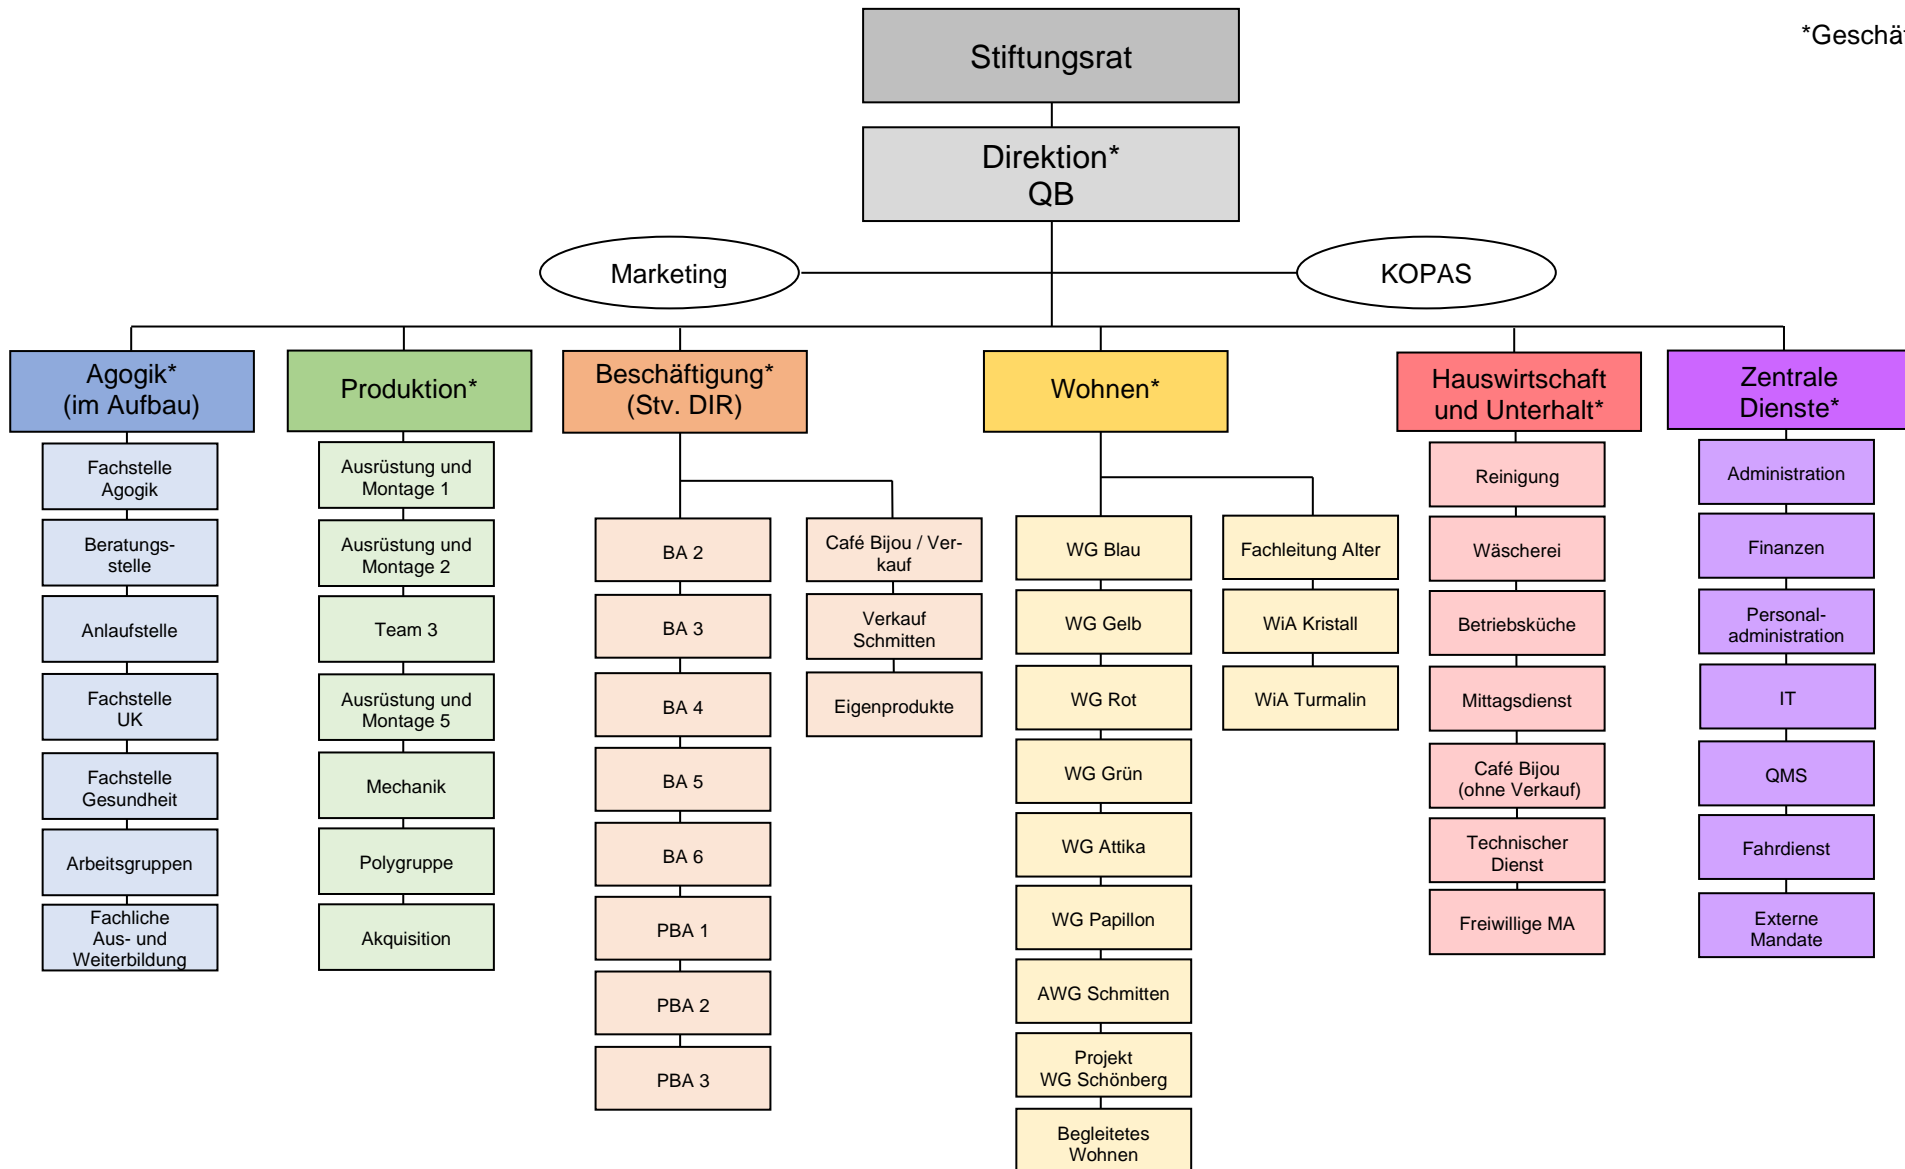 *Geschäf
Stiftungsrat
Direktion*
QB
Marketing
KOPAS
Agogik*
(im Aufbau)
Fachstelle
Agogik
Beratungs-
stelle
Anlaufstelle
Fachstelle
UK
Fachstelle
Gesundheit
Arbeitsgruppen
Fachliche
Aus- und
Weiterbildung
Produktion*
Ausrüstung und
Montage 1
Ausrüstung und
Montage 2
Team 3
Ausrüstung und
Montage 5
Mechanik
Polygruppe
Akquisition
Beschäftigung*
(Stv. DIR)
BA 2
BA 3
BA 4
BA 5
BA 6
PBA 1
PBA 2
PBA 3
Café Bijou / Ver-
kauf
Verkauf
Schmitten
Eigenprodukte
Wohnen*
WG Blau
WG Gelb
WG Rot
WG Grün
WG Attika
WG Papillon
AWG Schmitten
Projekt
WG Schönberg
Begleitetes
Wohnen
Fachleitung Alter
WiA Kristall
WiA Turmalin
Hauswirtschaft
und Unterhalt*
Reinigung
Wäscherei
Betriebsküche
Mittagsdienst
Café Bijou
(ohne Verkauf)
Technischer
Dienst
Freiwillige MA
Zentrale
Dienste*
Administration
Finanzen
Personal-
administration
IT
QMS
Fahrdienst
Externe
Mandate